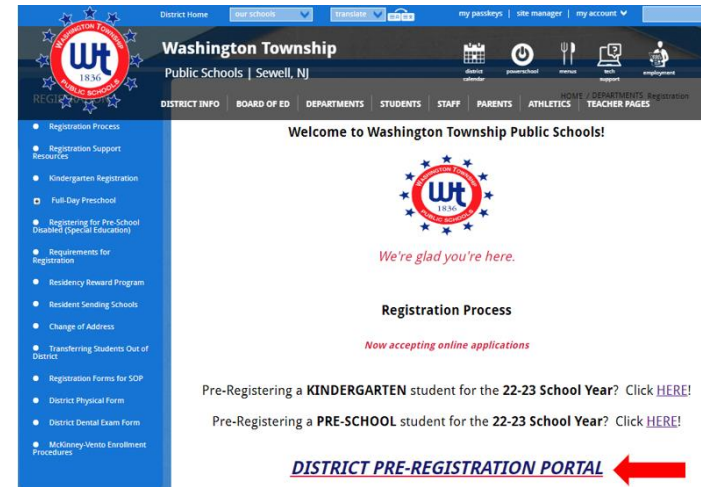 District Home our schools translate my passkeys | site manager | my account
WASHINGTON TOWNSHIP
wt
1836
PUBLIC SCHOOLS
Washington Township
Public Schools | Sewell, NJ
district calendar powerschool menus tech support employment
HOME / DEPARTMENTS Registration
DISTRICT INFO BOARD OF ED DEPARTMENTS STUDENTS STAFF PARENTS ATHLETICS TEACHER PAGES
Registration Process
Registration Support
Resources
Kindergarten Registration
Full-Day Preschool
Registering for Pre-School
Disabled (Special Education)
Requirements for
Registration
Residency Reward Program
Resident Sending Schools
Change of Address
Transferring Students Out of
District
Registration Forms for SOP
District Physical Form
District Dental Exam Form
McKinney-Vento Enrollment
Procedures
Welcome to Washington Township Public Schools!
WASHINGTON TOWNSHIP
wt
1836
PUBLIC SCHOOLS
We're glad you're here.
Registration Process
Now accepting online applications
Pre-Registering a KINDERGARTEN student for the 22-23 School Year? Click HERE!
Pre-Registering a PRE-SCHOOL student for the 22-23 School Year? Click HERE!
DISTRICT PRE-REGISTRATION PORTAL